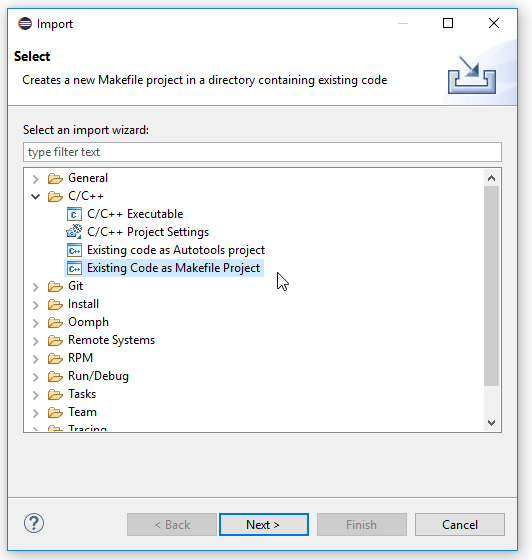 Import
Select
Creates a new Makefile project in a directory containing existing code
Select an import wizard:
type filter text
General
C/C++
C/C++ Executable
C/C++ Project Settings
Existing code as Autotools project
Existing Code as Makefile Project
Git
Install
Oomph
Remote Systems
RPM
Run/Debug
Tasks
Team
Tracing
< Back Next > Finish Cancel